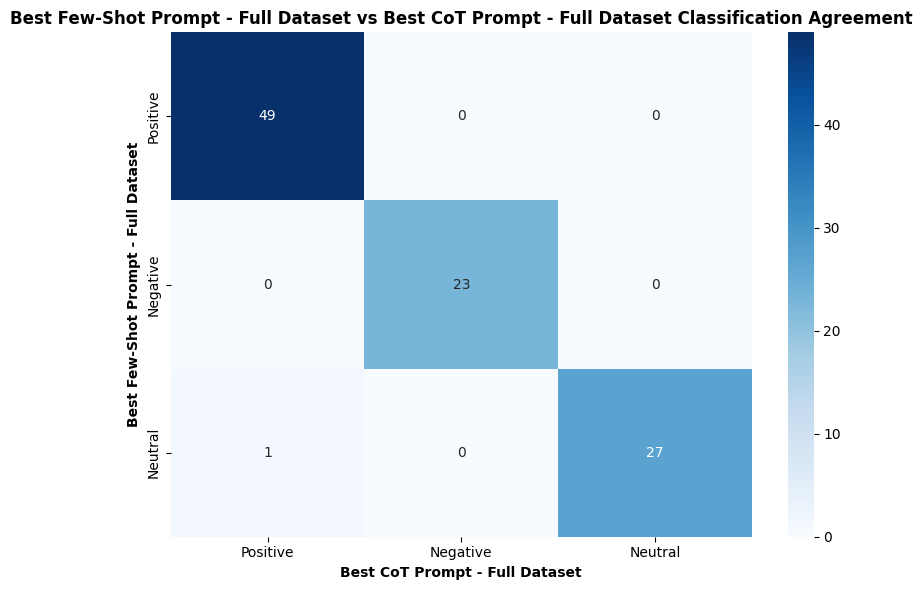 Best Few-Shot Prompt - Full Dataset vs Best CoT Prompt - Full Dataset Classification Agreement
Best Few-Shot Prompt - Full Dataset
Positive
49
0
0
Negative
0
23
0
Neutral
1
0
27
Positive
Negative
Neutral
Best CoT Prompt - Full Dataset
40
30
20
10
0